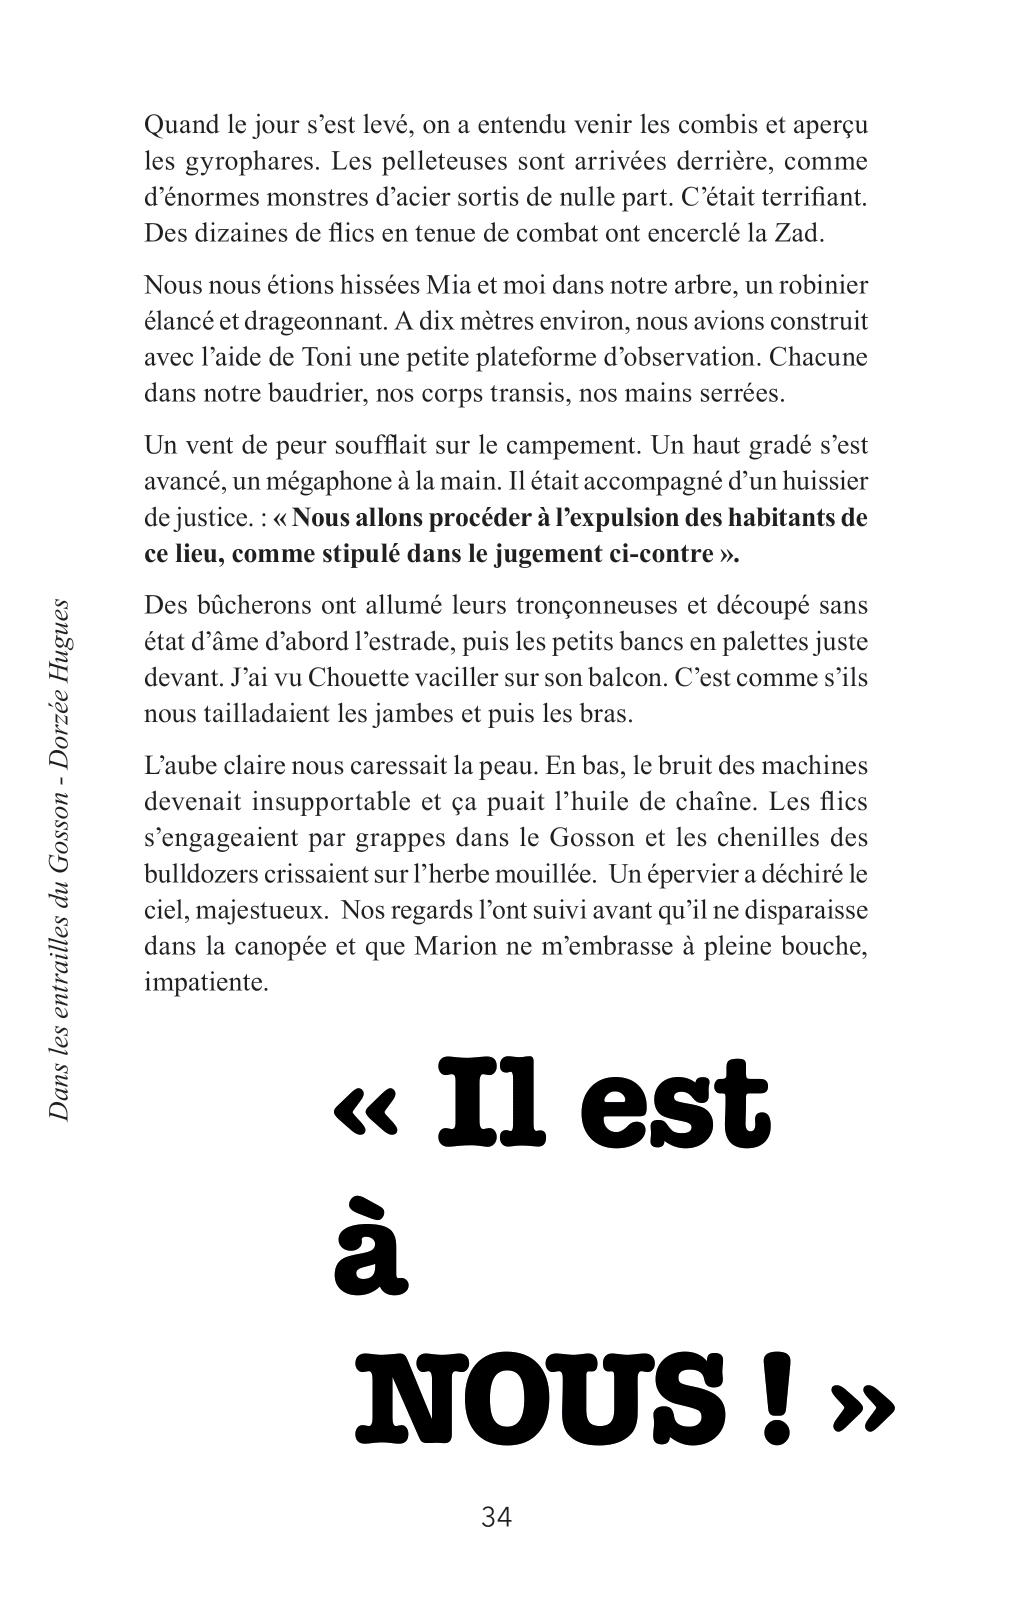 Quand le jour s’est levé, on a entendu venir les combis et aperçu
les gyrophares. Les pelleteuses sont arrivées derrière, comme
d’énormes monstres d’acier sortis de nulle part. C’était terrifiant.
Des dizaines de flics en tenue de combat ont encerclé la Zad.
Nous nous étions hissées Mia et moi dans notre arbre, un robinier
élancé et drageonnant. A dix mètres environ, nous avions construit
avec l’aide de Toni une petite plateforme d’observation. Chacune
dans notre baudrier, nos corps transis, nos mains serrées.
Un vent de peur soufflait sur le campement. Un haut gradé s’est
avancé, un mégaphone à la main. Il était accompagné d’un huissier
de justice. : « Nous allons procéder à l’expulsion des habitants de
ce lieu, comme stipulé dans le jugement ci-contre ».
Des bûcherons ont allumé leurs tronçonneuses et découpé sans
état d’âme d’abord l’estrade, puis les petits bancs en palettes juste
devant. J’ai vu Chouette vaciller sur son balcon. C’est comme s’ils
nous tailladaient les jambes et puis les bras.
L’aube claire nous caressait la peau. En bas, le bruit des machines
devenait insupportable et ça puait l’huile de chaîne. Les flics
s’engageaient par grappes dans le Gosson et les chenilles des
bulldozers crissaient sur l’herbe mouillée.  Un épervier a déchiré le
ciel, majestueux.  Nos regards l’ont suivi avant qu’il ne disparaisse
dans la canopée et que Marion ne m’embrasse à pleine bouche,
impatiente.
« Il est
à
NOUS ! »
Dans les entrailles du Gosson - Dorzée Hugues
34